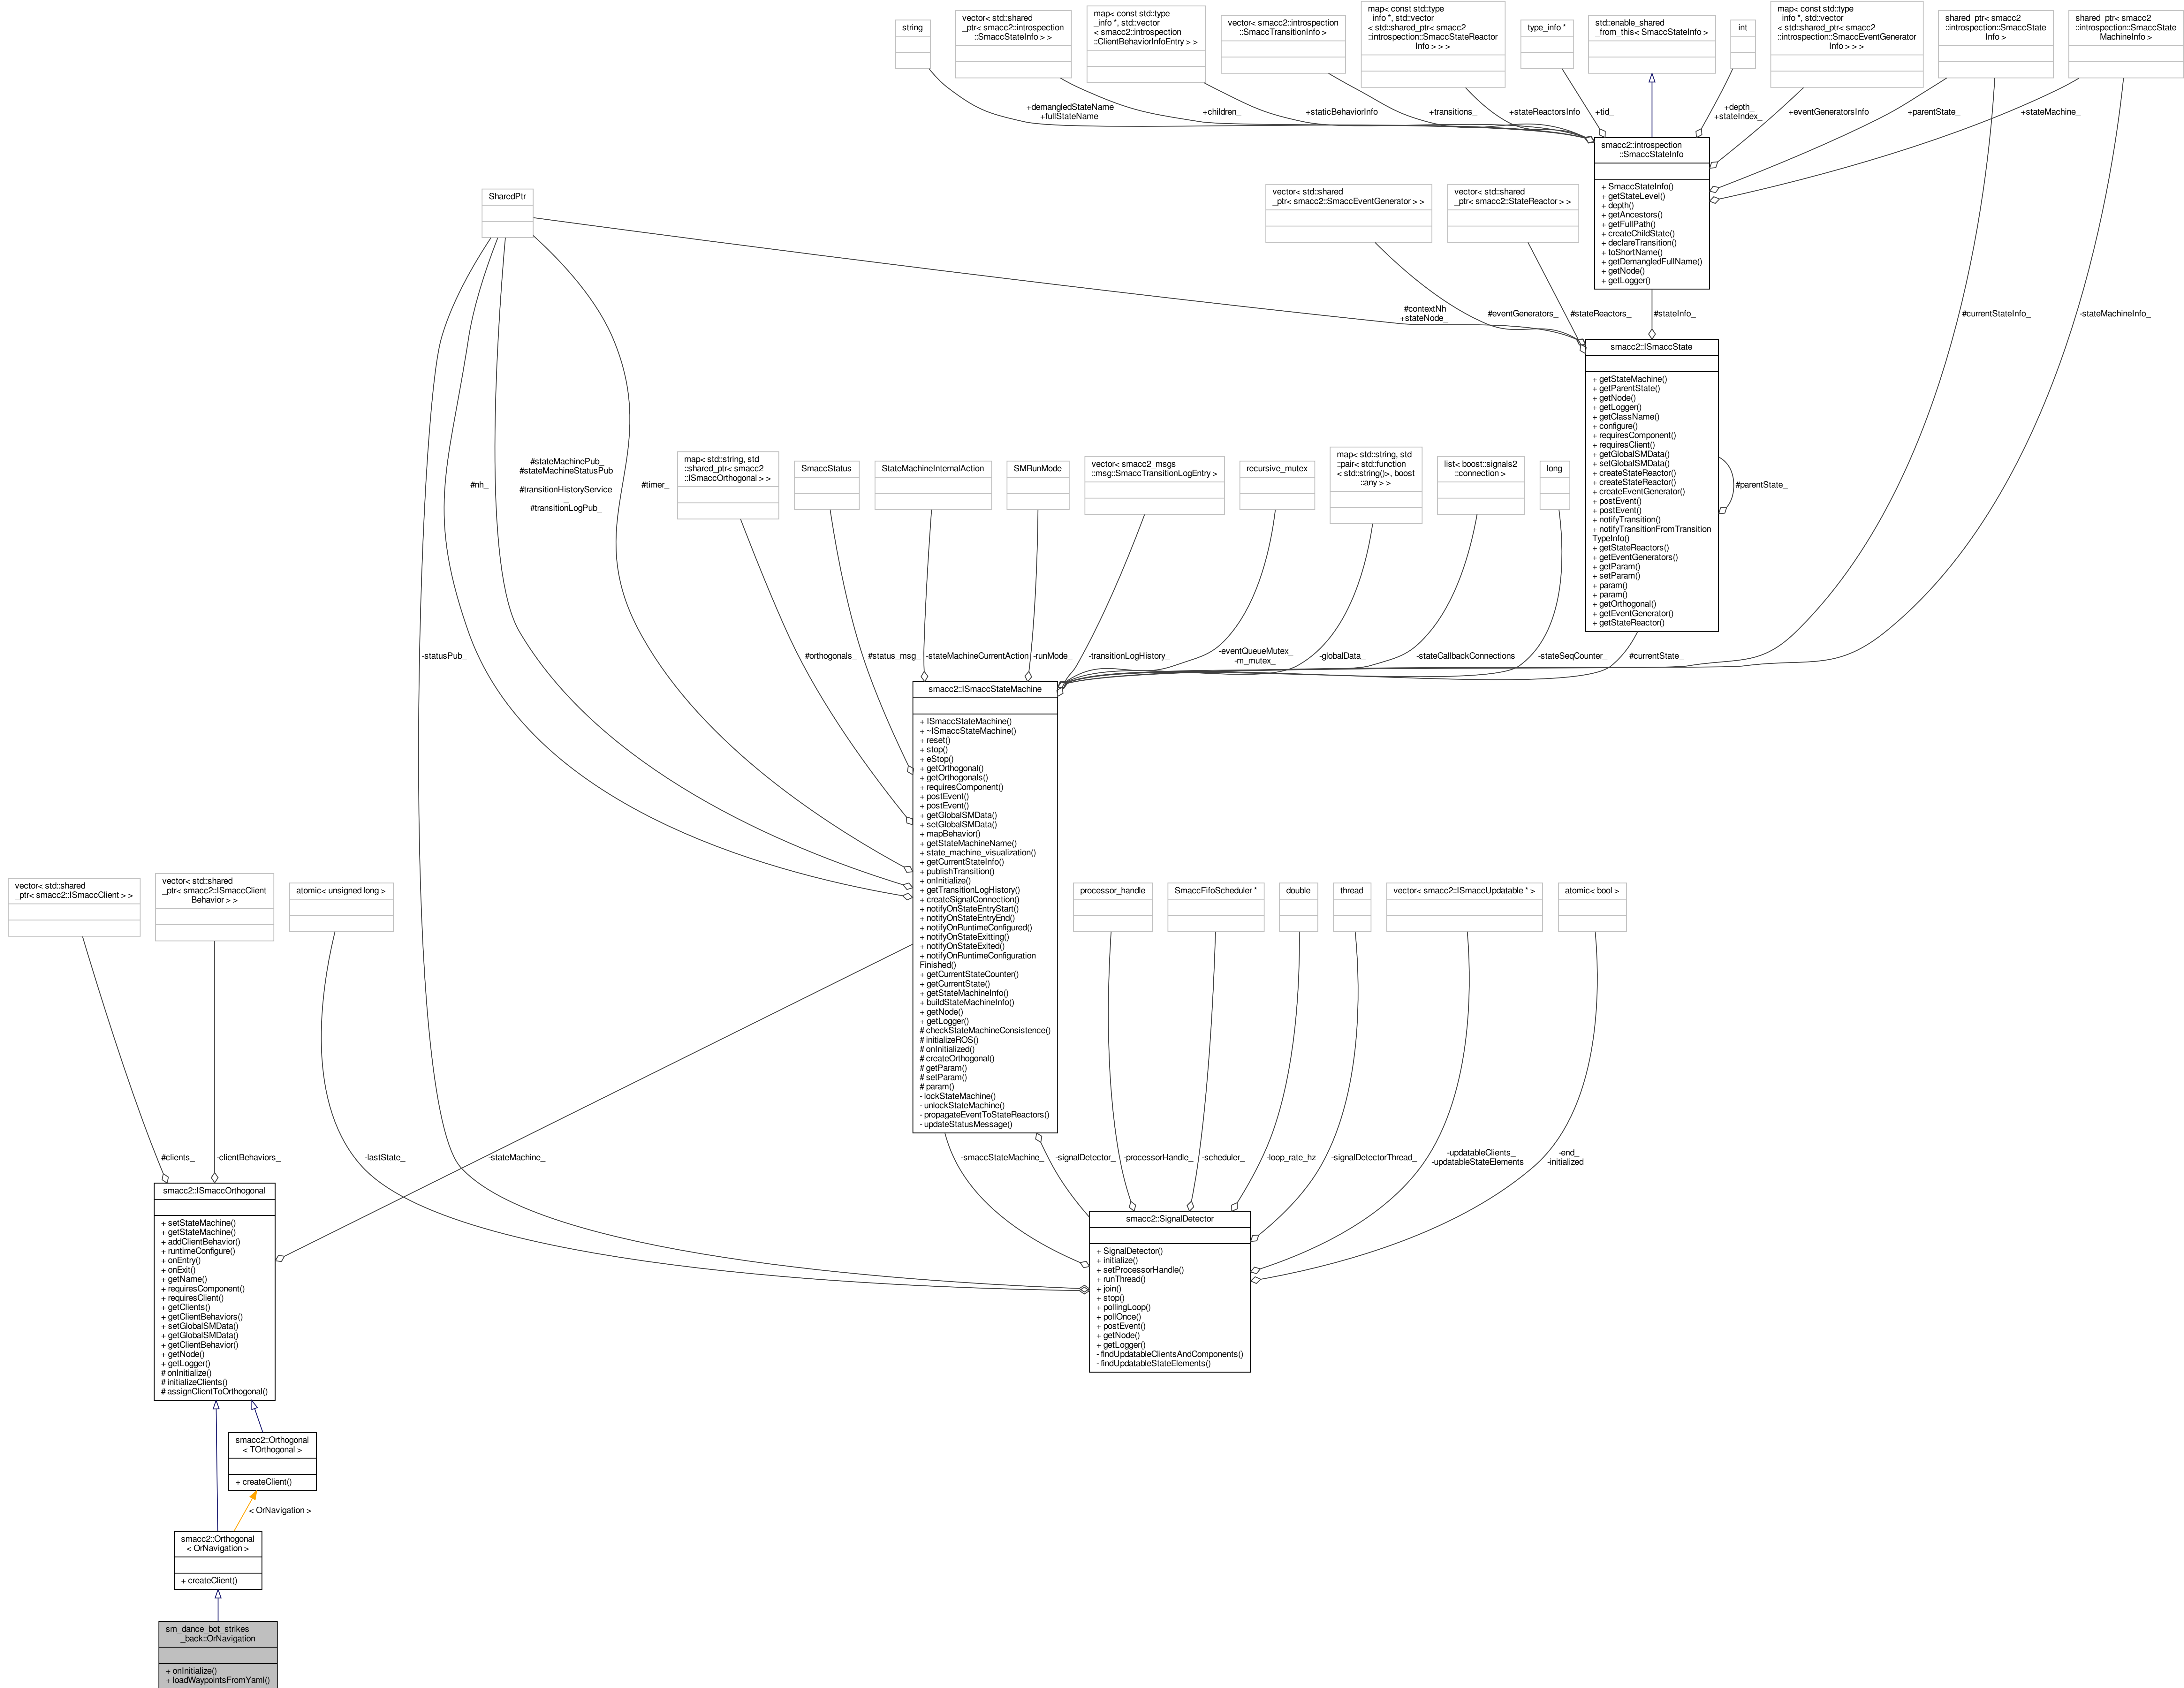 string
vector< std::shared
_ptr< smacc2::introspection
::SmaccStateInfo > >
map< const std::type
_info *, std::vector
< smacc2::introspection
::ClientBehaviorInfoEntry > >
vector< smacc2::introspection
::SmaccTransitionInfo >
map< const std::type
_info *, std::vector
< std::shared_ptr< smacc2
::introspection::SmaccStateReactor
Info > > >
type_info *
std::enable_shared
_from_this< SmaccStateInfo >
int
map< const std::type
_info *, std::vector
< std::shared_ptr< smacc2
::introspection::SmaccEventGenerator
Info > > >
shared_ptr< smacc2
::introspection::SmaccState
Info >
shared_ptr< smacc2
::introspection::SmaccState
MachineInfo >
+demangledStateName
+fullStateName
+children_
+staticBehaviorInfo
+transitions_
+stateReactorsInfo
+tid_
+depth_
+stateIndex_
+eventGeneratorsInfo
+parentState_
+stateMachine_
smacc2::introspection
::SmaccStateInfo
+ SmaccStateInfo()
+ getStateLevel()
+ depth()
+ getAncestors()
+ getFullPath()
+ createChildState()
+ declareTransition()
+ toShortName()
+ getDemangledFullName()
+ getNode()
+ getLogger()
SharedPtr
vector< std::shared
_ptr< smacc2::SmaccEventGenerator > >
vector< std::shared
_ptr< smacc2::StateReactor > >
#contextNh
+stateNode_
#eventGenerators_
#stateReactors_
#stateInfo_
#currentStateInfo_
-stateMachineInfo_
smacc2::ISmaccState
+ getStateMachine()
+ getParentState()
+ getNode()
+ getLogger()
+ getClassName()
+ configure()
+ requiresComponent()
+ requiresClient()
+ getGlobalSMData()
+ setGlobalSMData()
+ createStateReactor()
+ createStateReactor()
+ createEventGenerator()
+ postEvent()
+ postEvent()
+ notifyTransition()
+ notifyTransitionFromTransition
TypeInfo()
+ getStateReactors()
+ getEventGenerators()
+ getParam()
+ setParam()
+ param()
+ param()
+ getOrthogonal()
+ getEventGenerator()
+ getStateReactor()
#parentState_
#nh_
#stateMachinePub_
#stateMachineStatusPub
_
#transitionHistoryService
_
#transitionLogPub_
#timer_
map< std::string, std
::shared_ptr< smacc2
::ISmaccOrthogonal > >
SmaccStatus
StateMachineInternalAction
SMRunMode
vector< smacc2_msgs
::msg::SmaccTransitionLogEntry >
recursive_mutex
map< std::string, std
::pair< std::function
< std::string()>, boost
::any > >
list< boost::signals2
::connection >
long
-statusPub_
#orthogonals_
#status_msg_
-stateMachineCurrentAction
-runMode_
-transitionLogHistory_
-eventQueueMutex_
-m_mutex_
-globalData_
-stateCallbackConnections
-stateSeqCounter_
#currentState_
smacc2::ISmaccStateMachine
+ ISmaccStateMachine()
+ ~ISmaccStateMachine()
+ reset()
+ stop()
+ eStop()
+ getOrthogonal()
+ getOrthogonals()
+ requiresComponent()
+ postEvent()
+ postEvent()
+ getGlobalSMData()
+ setGlobalSMData()
+ mapBehavior()
+ getStateMachineName()
+ state_machine_visualization()
+ getCurrentStateInfo()
+ publishTransition()
+ onInitialize()
+ getTransitionLogHistory()
+ createSignalConnection()
+ notifyOnStateEntryStart()
+ notifyOnStateEntryEnd()
+ notifyOnRuntimeConfigured()
+ notifyOnStateExitting()
+ notifyOnStateExited()
+ notifyOnRuntimeConfiguration
Finished()
+ getCurrentStateCounter()
+ getCurrentState()
+ getStateMachineInfo()
+ buildStateMachineInfo()
+ getNode()
+ getLogger()
# checkStateMachineConsistence()
# initializeROS()
# onInitialized()
# createOrthogonal()
# getParam()
# setParam()
# param()
- lockStateMachine()
- unlockStateMachine()
- propagateEventToStateReactors()
- updateStatusMessage()
vector< std::shared
_ptr< smacc2::ISmaccClient > >
vector< std::shared
_ptr< smacc2::ISmaccClient
Behavior > >
atomic< unsigned long >
processor_handle
SmaccFifoScheduler *
double
thread
vector< smacc2::ISmaccUpdatable * >
atomic< bool >
#clients_
-clientBehaviors_
-lastState_
-stateMachine_
-smaccStateMachine_
-signalDetector_
-processorHandle_
-scheduler_
-loop_rate_hz
-signalDetectorThread_
-updatableClients_
-updatableStateElements_
-end_
-initialized_
smacc2::ISmaccOrthogonal
+ setStateMachine()
+ getStateMachine()
+ addClientBehavior()
+ runtimeConfigure()
+ onEntry()
+ onExit()
+ getName()
+ requiresComponent()
+ requiresClient()
+ getClients()
+ getClientBehaviors()
+ setGlobalSMData()
+ getGlobalSMData()
+ getClientBehavior()
+ getNode()
+ getLogger()
# onInitialize()
# initializeClients()
# assignClientToOrthogonal()
smacc2::SignalDetector
+ SignalDetector()
+ initialize()
+ setProcessorHandle()
+ runThread()
+ join()
+ stop()
+ pollingLoop()
+ pollOnce()
+ postEvent()
+ getNode()
+ getLogger()
- findUpdatableClientsAndComponents()
- findUpdatableStateElements()
smacc2::Orthogonal
< TOrthogonal >
+ createClient()
< OrNavigation >
smacc2::Orthogonal
< OrNavigation >
+ createClient()
sm_dance_bot_strikes
_back::OrNavigation
+ onInitialize()
+ loadWaypointsFromYaml()